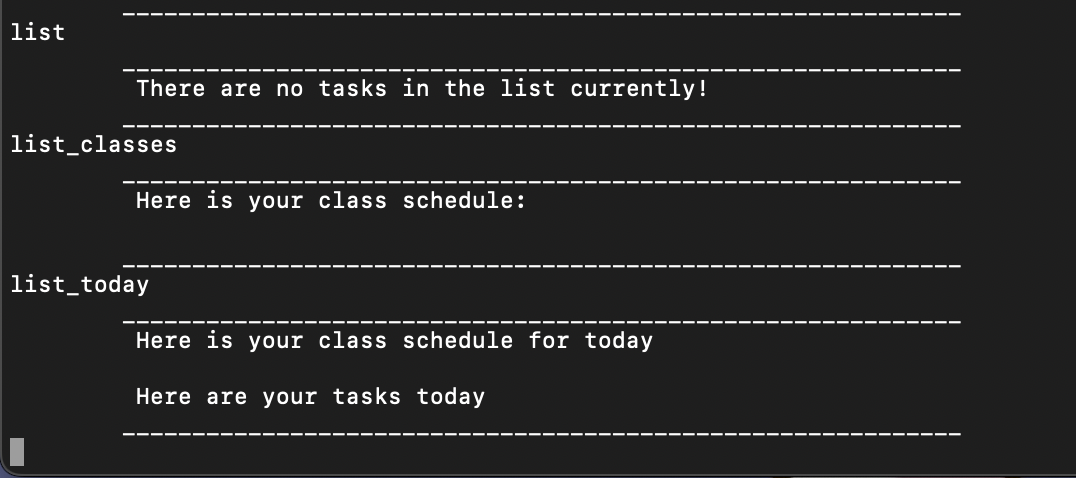 ____________________________________________________________
list
____________________________________________________________
There are no tasks in the list currently!
____________________________________________________________
list_classes
____________________________________________________________
Here is your class schedule:
____________________________________________________________
list_today
____________________________________________________________
Here is your class schedule for today
Here are your tasks today
____________________________________________________________